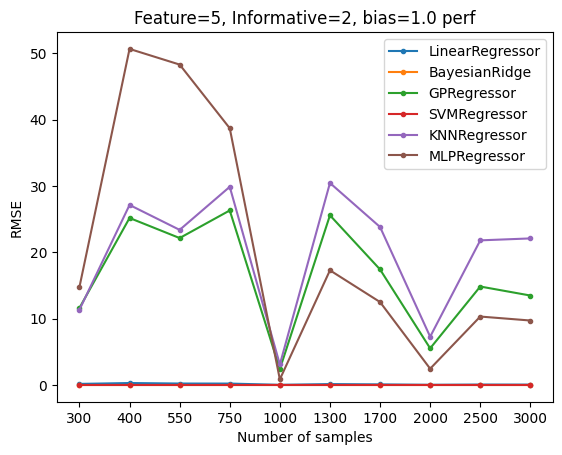 Feature=5, Informative=2, bias=1.0 perf
LinearRegressor
BayesianRidge
GPRegressor
SVMRegressor
KNNRegressor
MLPRegressor
RMSE
50
40
30
20
10
0
300 400 550 750 1000 1300 1700 2000 2500 3000
Number of samples